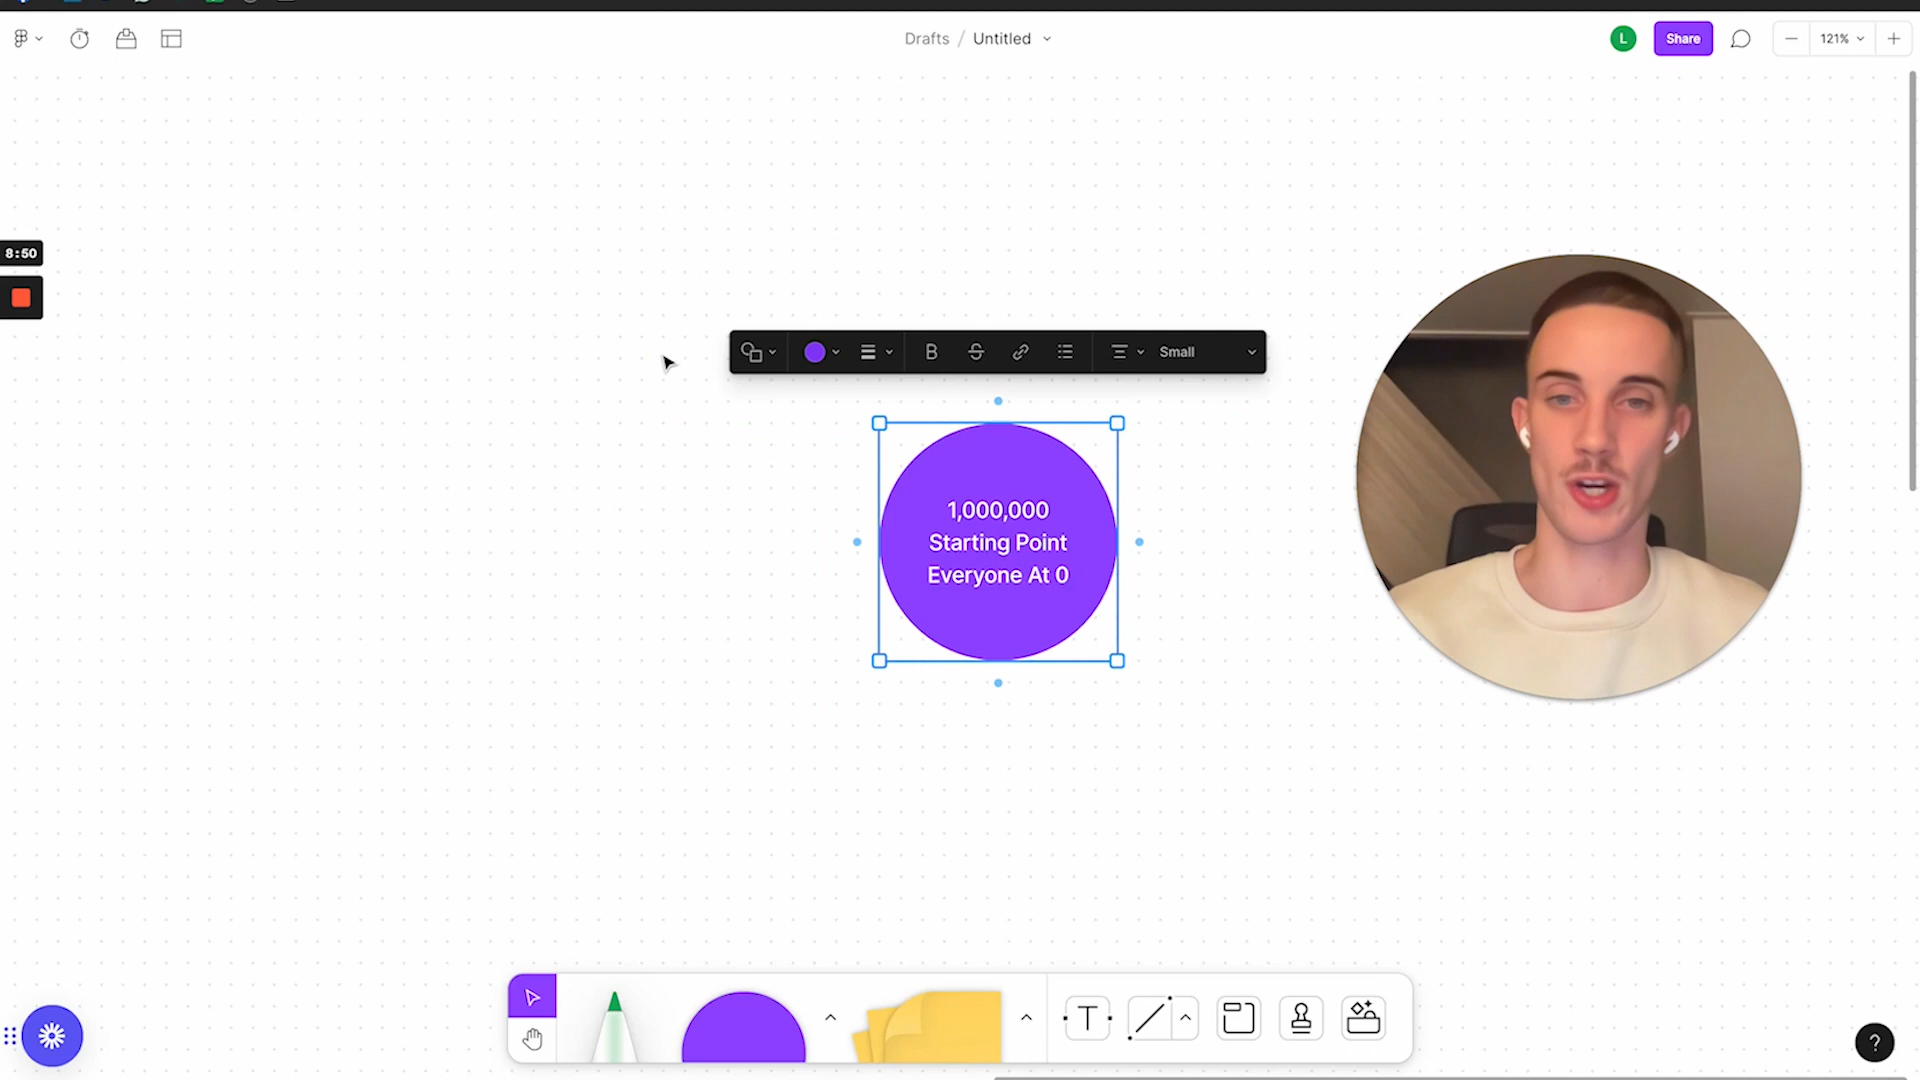 Drafts / Untitled
L
Share
121%
8:50
B
S
Small
1,000,000
Starting Point
Everyone At 0
T
?